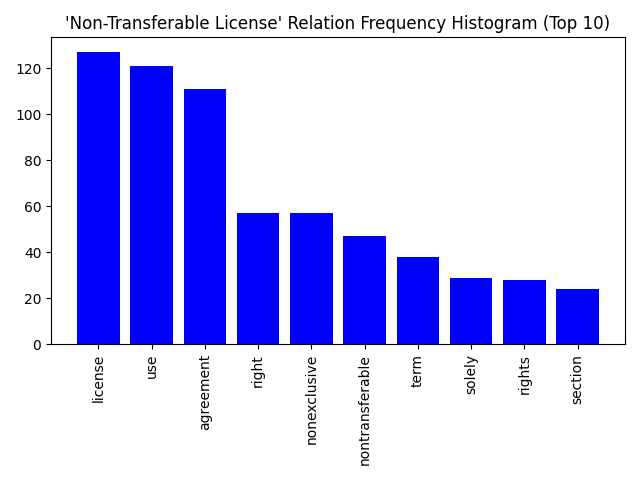 'Non-Transferable License' Relation Frequency Histogram (Top 10)
120
100
80
60
40
20
0
license
use
agreement
right
nonexclusive
nontransferable
term
solely
rights
section